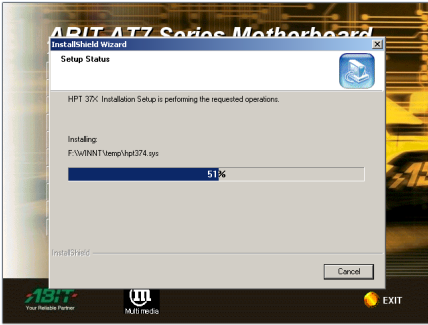 ABIT AT7 Series Motherboard
InstallShield Wizard
Setup Status
HPT 37X Installation Setup is performing the requested operations.
Installing:
F:\WINNT\temp\hpt374.sys
51%
InstallShield
Cancel
ABIT
Your Reliable Partner
Multi media
EXIT